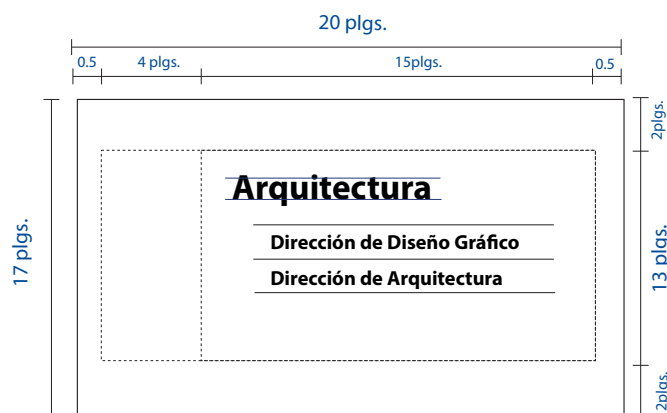 20 plgs.
0.5 4 plgs. 15plgs. 0.5
2plgs.
Arquitectura
Dirección de Diseño Gráfico
17 plgs.
13 plgs.
Dirección de Arquitectura
2plgs.